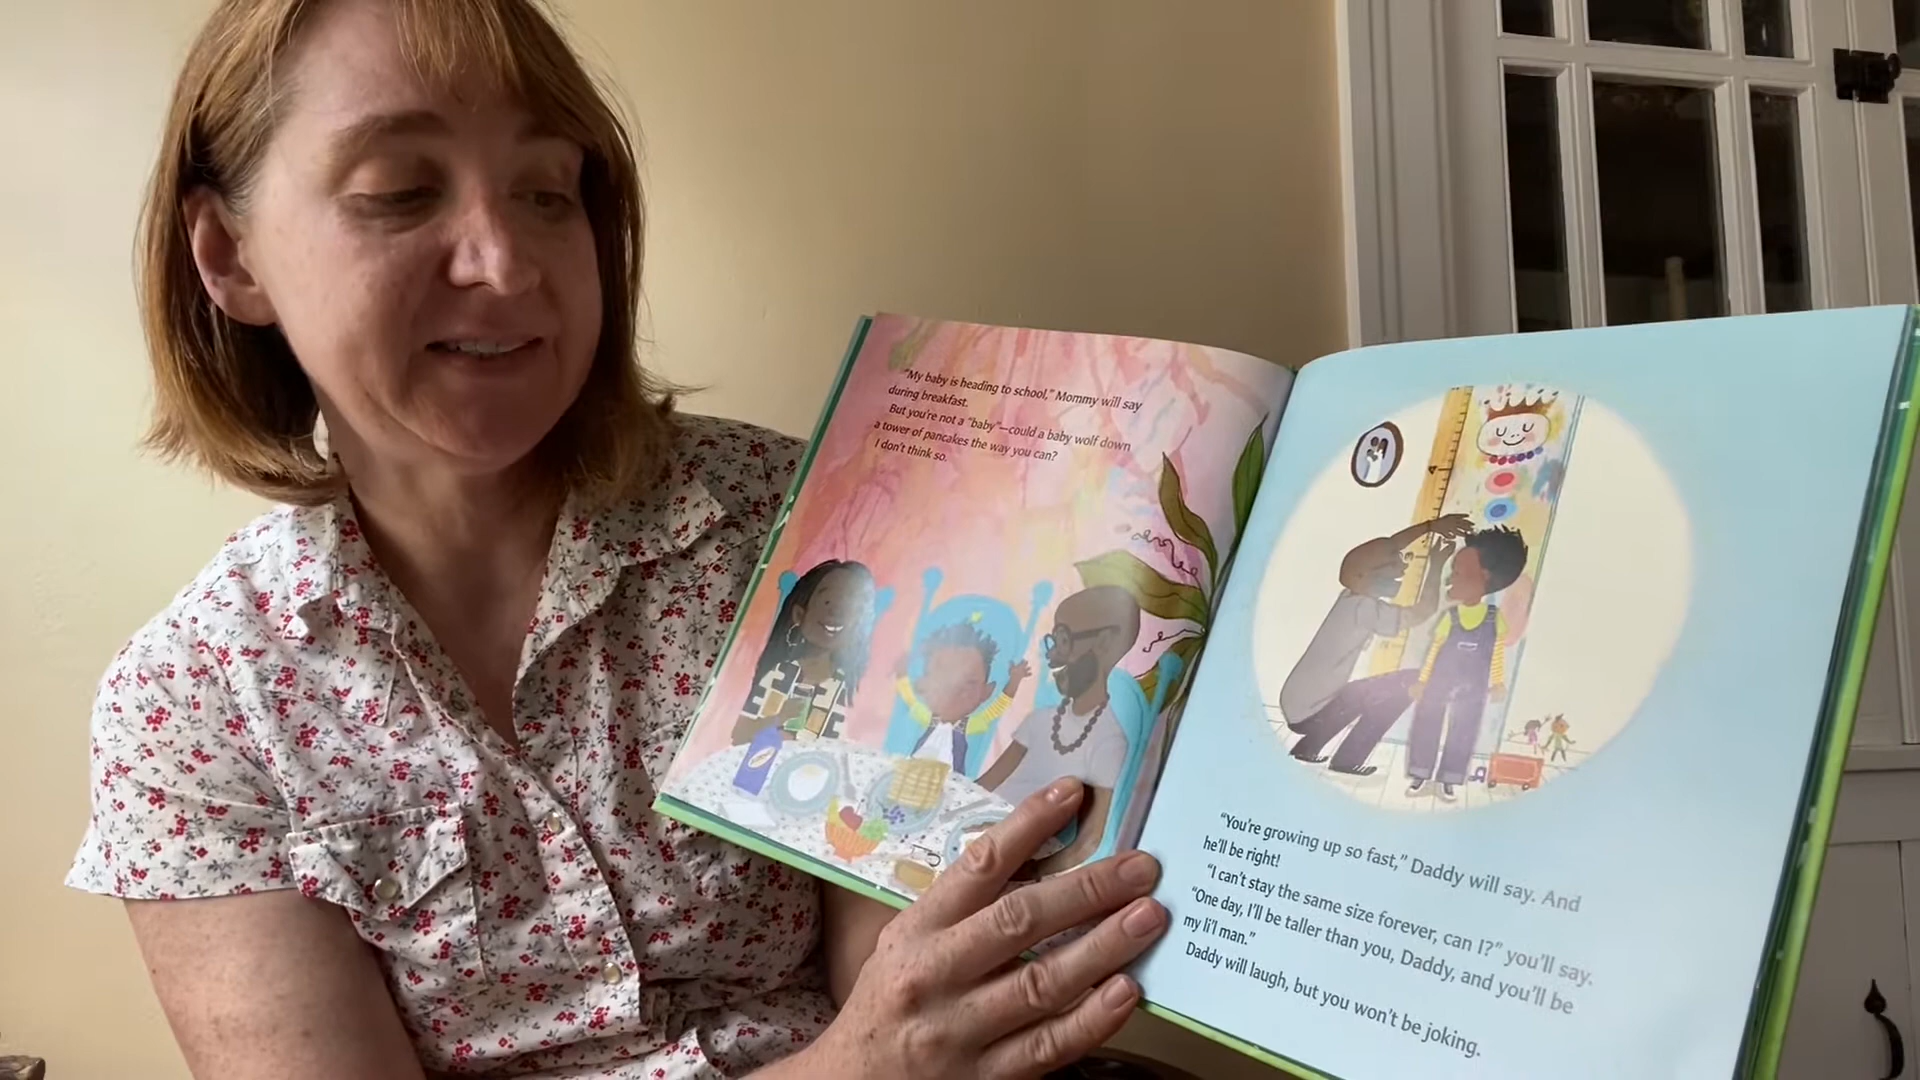 "My baby is heading to school," Mommy will say
during breakfast.
But you're not a "baby"—could a baby wolf down
a tower of pancakes the way you can?
I don't think so.
"You're growing up so fast," Daddy will say. And
he'll be right!
"I can't stay the same size forever, can I?" you'll say.
"One day, I'll be taller than you, Daddy, and you'll be
my li'l man."
Daddy will laugh, but you won't be joking.